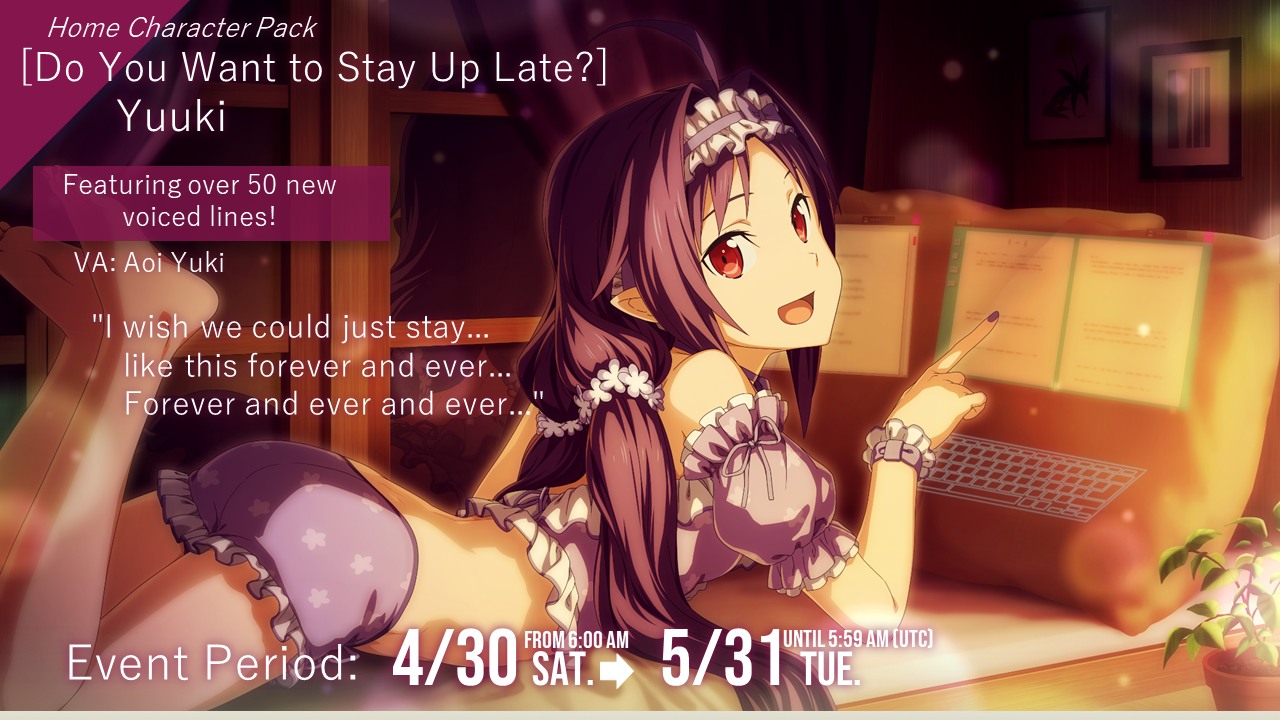 Home Character Pack
[Do You Want to Stay Up Late?]
Yuuki
Featuring over 50 new
voiced lines!
VA: Aoi Yuki
"I wish we could just stay...
like this forever and ever...
Forever and ever and ever..."
Event Period: 4/30 FROM 6:00 AM SAT. ➡ 5/31 UNTIL 5:59 AM (UTC) TUE.